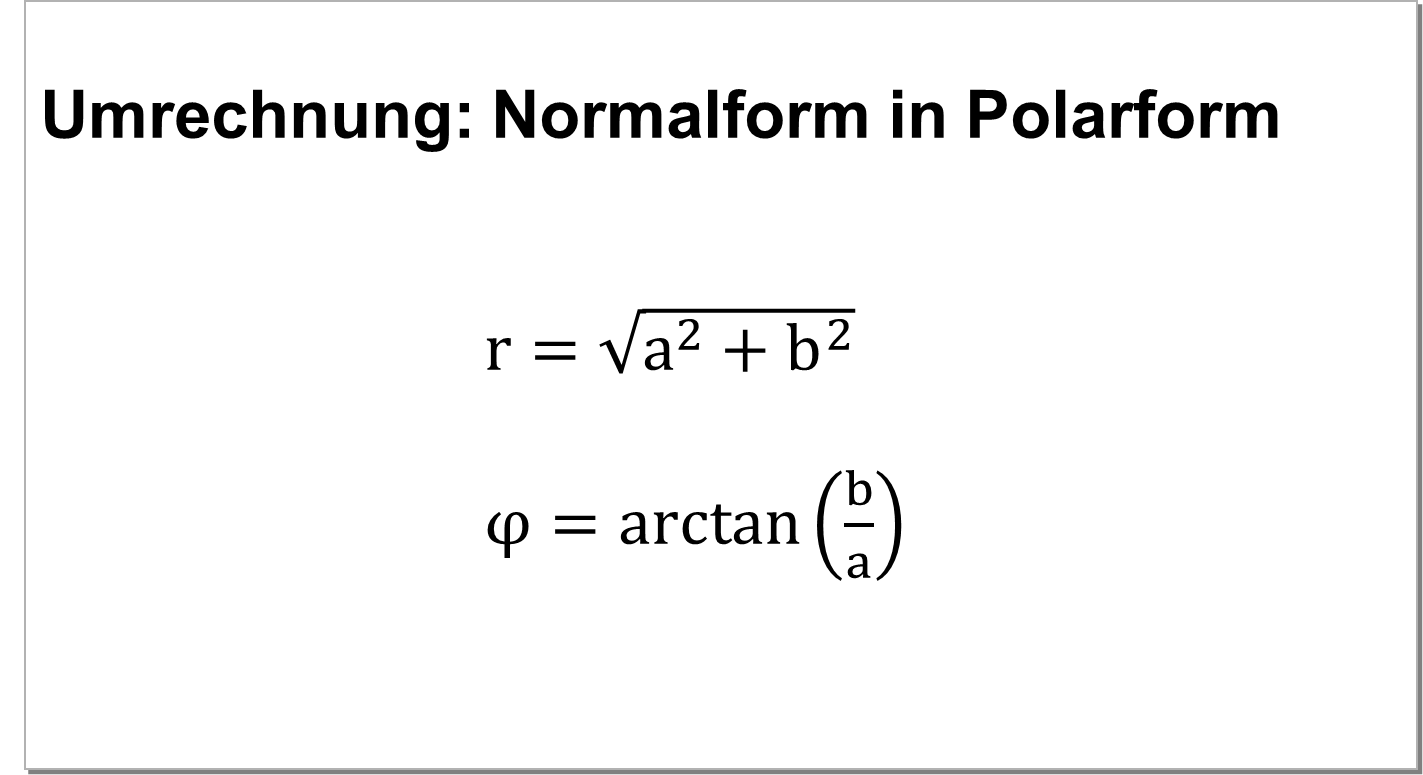 Umrechnung: Normalform in Polarform
r = √(a² + b²)
φ = arctan(b/a)